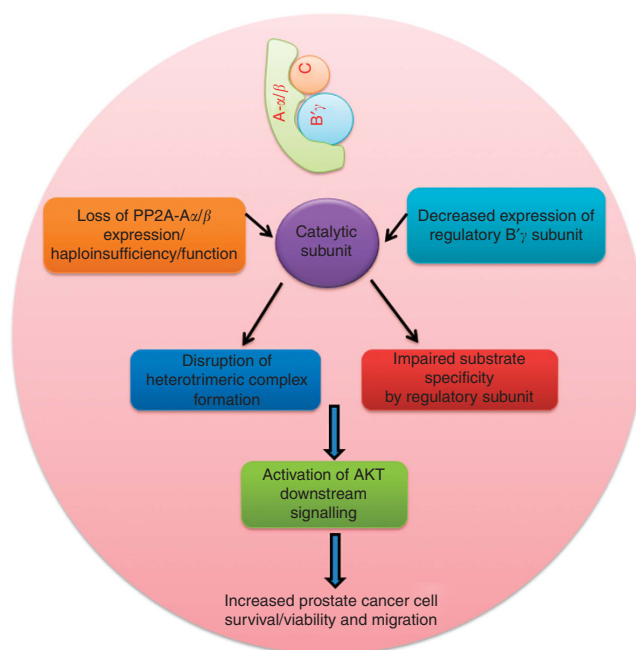 A-α/β
C
B'γ
Loss of PP2A-Aα/β
expression/
haploinsufficiency/function
Catalytic
subunit
Decreased expression of
regulatory B'γ subunit
Disruption of
heterotrimeric complex
formation
Impaired substrate
specificity
by regulatory subunit
Activation of AKT
downstream
signalling
Increased prostate cancer cell
survival/viability and migration